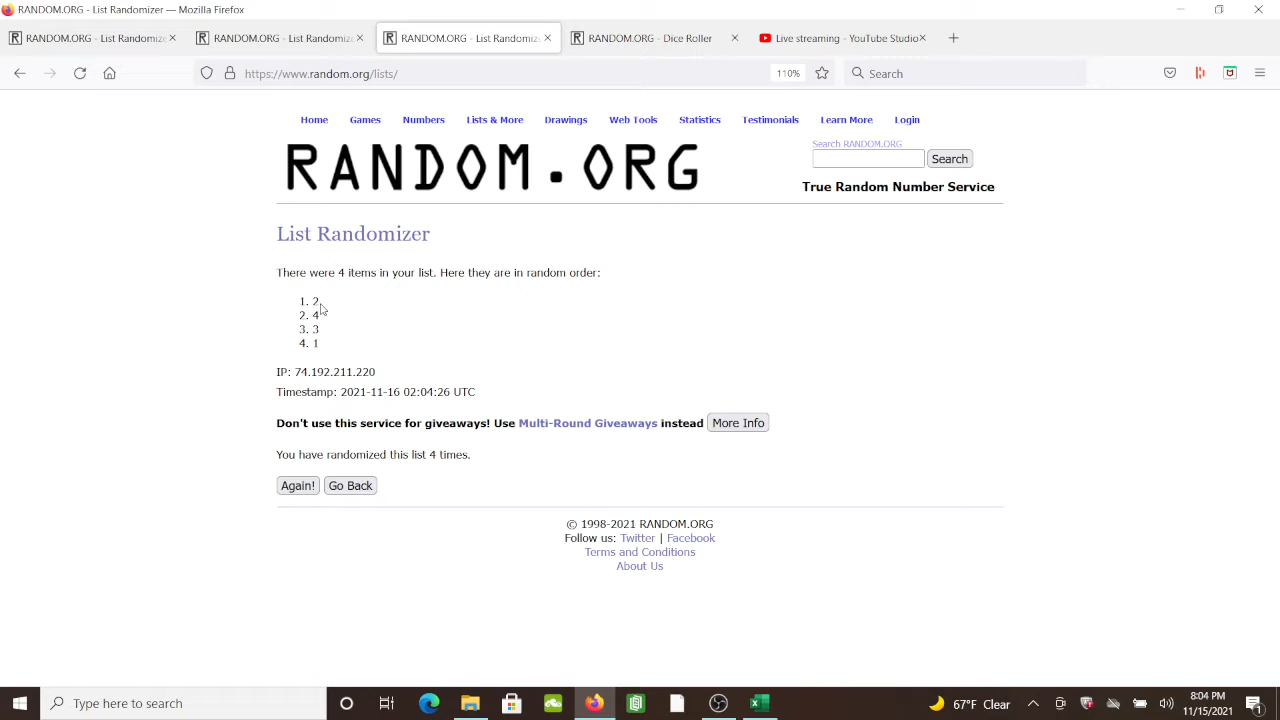 RANDOM.ORG - List Randomizer — Mozilla Firefox
RANDOM.ORG - List Randomize
RANDOM.ORG - List Randomize
RANDOM.ORG - List Randomize
RANDOM.ORG - Dice Roller
Live streaming - YouTube Studio
https://www.random.org/lists/
110%
Search
Home Games Numbers Lists & More Drawings Web Tools Statistics Testimonials Learn More Login
RANDOM.ORG
Search RANDOM.ORG
Search
True Random Number Service
List Randomizer
There were 4 items in your list. Here they are in random order:
1. 2
2. 4
3. 3
4. 1
IP: 74.192.211.220
Timestamp: 2021-11-16 02:04:26 UTC
Don't use this service for giveaways! Use Multi-Round Giveaways instead More Info
You have randomized this list 4 times.
Again! Go Back
© 1998-2021 RANDOM.ORG
Follow us: Twitter | Facebook
Terms and Conditions
About Us
Type here to search
67°F Clear
8:04 PM
11/15/2021
1